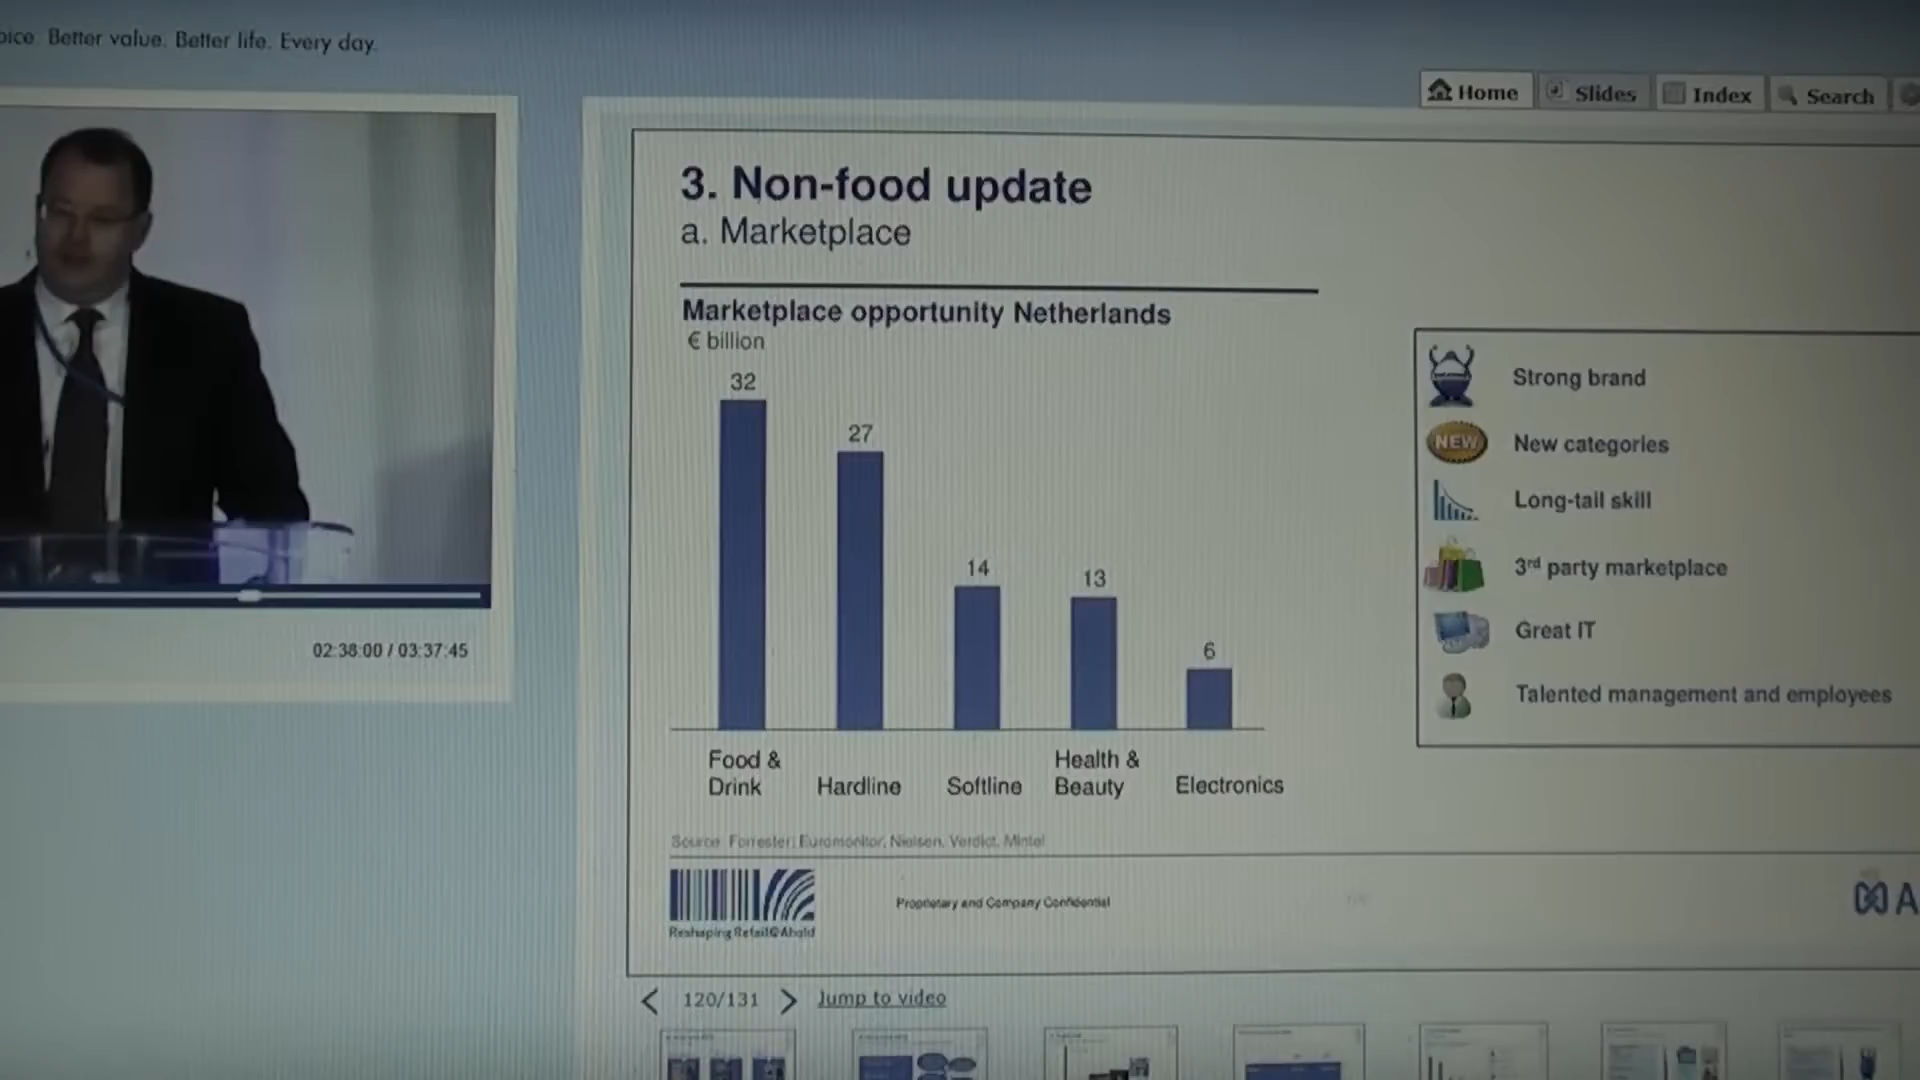 Better value. Better life. Every day.
Home
Slides
Index
Search
3. Non-food update
a. Marketplace
Marketplace opportunity Netherlands
€ billion
32
27
14
13
6
Food & Drink
Hardline
Softline
Health & Beauty
Electronics
Strong brand
NEW
New categories
Long-tail skill
3rd party marketplace
Great IT
Talented management and employees
02:38:00 / 03:37:45
Source: Forrester, Euromonitor, Nielsen, Verdict, Mintel
Reshaping Retail@Ahold
Proprietary and Company Confidential
120/131
Jump to video